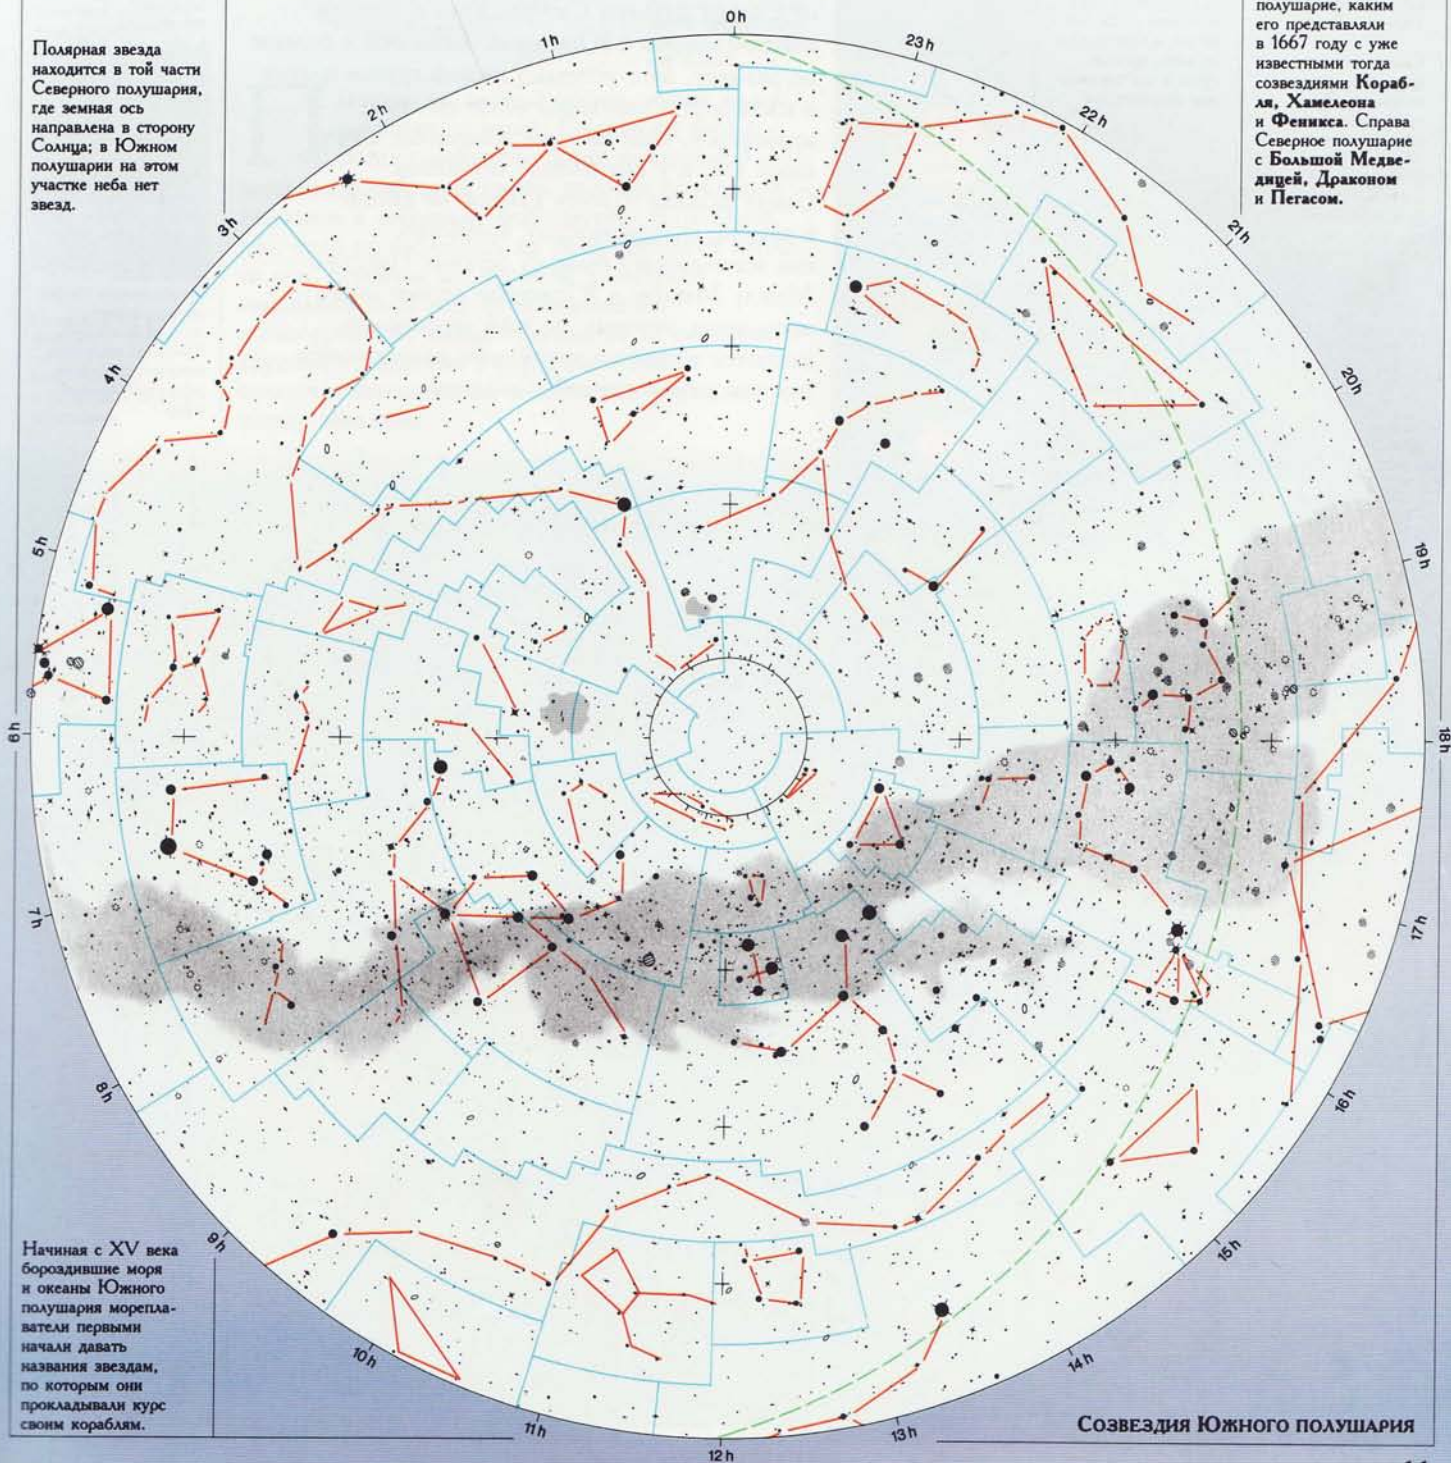 Полярная звезда
находится в той части
Северного полушария,
где земная ось
направлена в сторону
Солнца; в Южном
полушарии на этом
участке неба нет
звезд.
полушарие, каким
его представляли
в 1667 году с уже
известными тогда
созвездиями Кораб-
ля, Хамелеона
и Феникса. Справа
Северное полушарие
с Большой Медве-
дицей, Драконом
и Пегасом.
0h
1h
2h
3h
4h
5h
6h
7h
8h
9h
10h
11h
12h
13h
14h
15h
16h
17h
18h
19h
20h
21h
22h
23h
Начиная с XV века
бороздившие моря
и океаны Южного
полушария морепла-
ватели первыми
начали давать
названия звездам,
по которым они
прокладывали курс
своим кораблям.
Созвездия Южного полушария